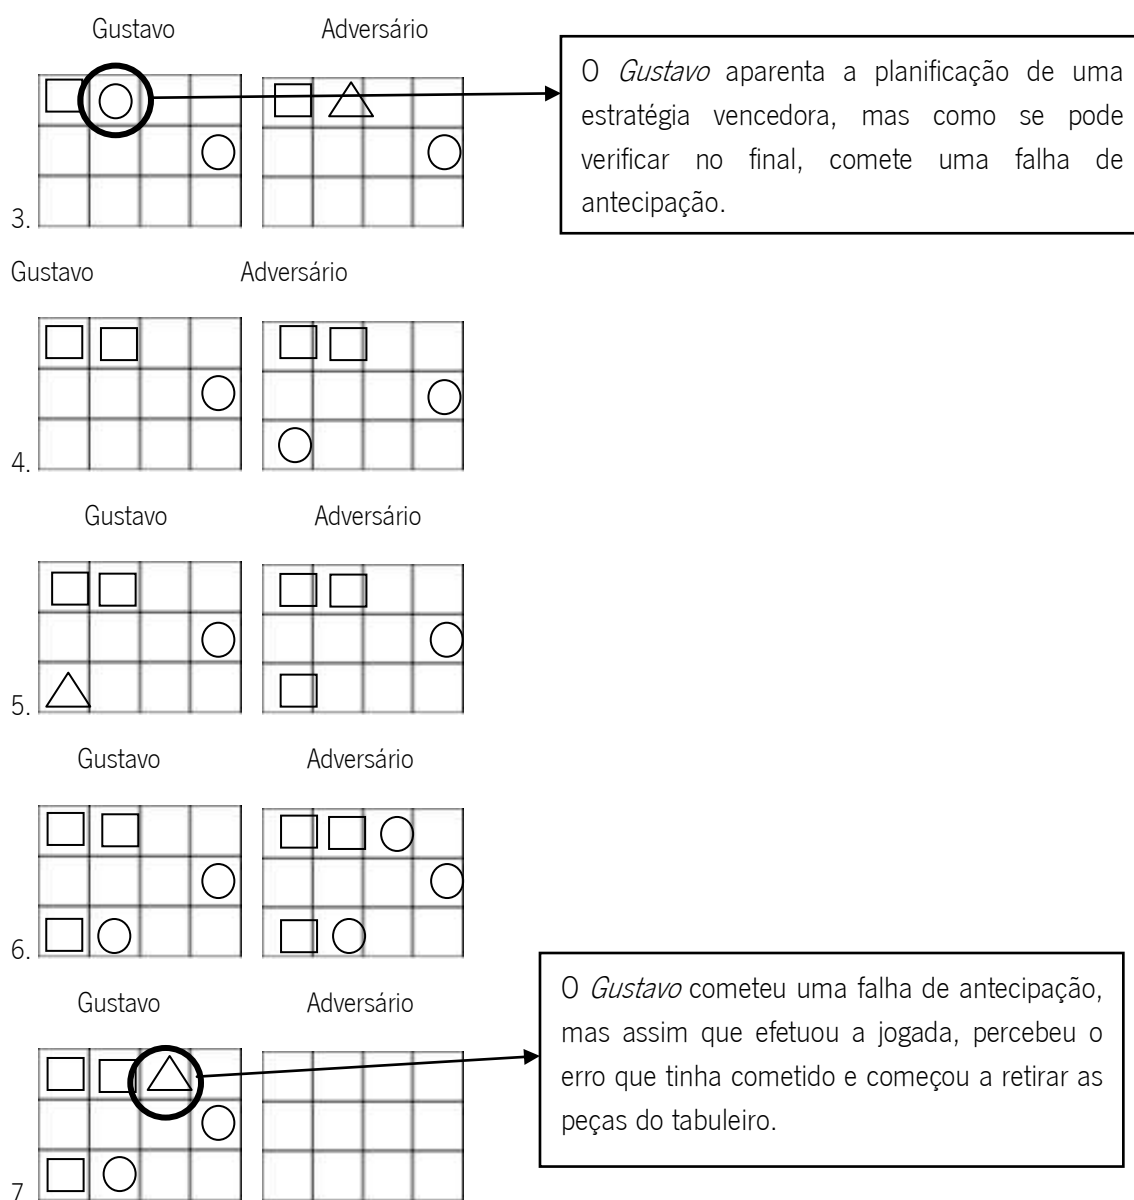 Gustavo Adversário
O Gustavo aparenta a planificação de uma
estratégia vencedora, mas como se pode
verificar no final, comete uma falha de
antecipação.
3.
Gustavo Adversário
4.
Gustavo Adversário
5.
Gustavo Adversário
6.
Gustavo Adversário
O Gustavo cometeu uma falha de antecipação,
mas assim que efetuou a jogada, percebeu o
erro que tinha cometido e começou a retirar as
peças do tabuleiro.
7